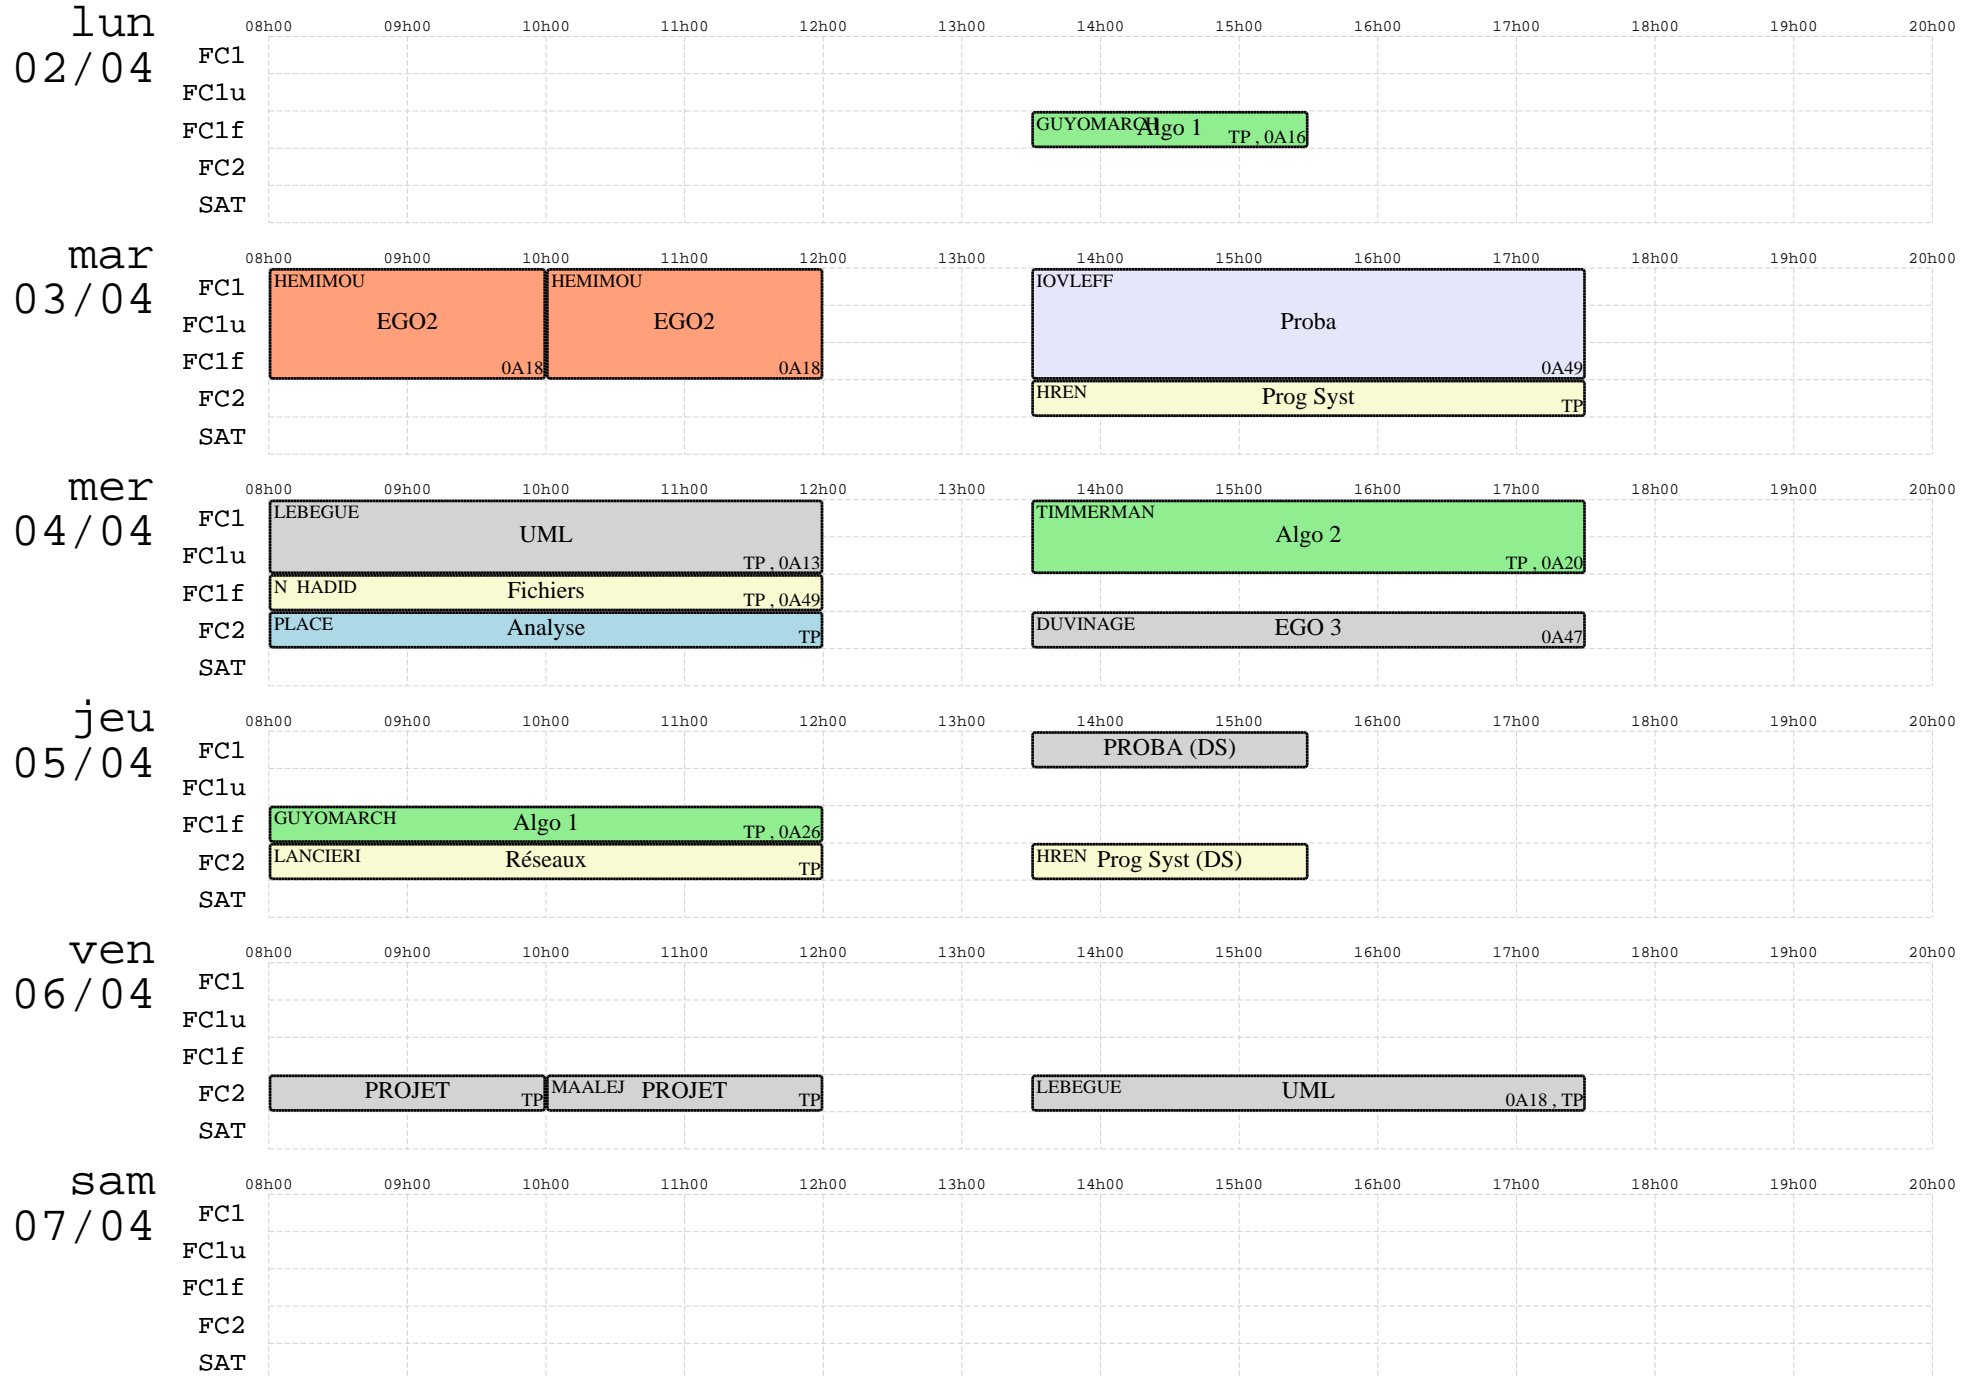 lun
02/04
08h00 09h00 10h00 11h00 12h00 13h00 14h00 15h00 16h00 17h00 18h00 19h00 20h00
FC1
FC1u
FC1f GUYOMARCH Algo 1 TP , 0A16
FC2
SAT
mar
03/04
08h00 09h00 10h00 11h00 12h00 13h00 14h00 15h00 16h00 17h00 18h00 19h00 20h00
FC1 HEMIMOU HEMIMOU IOVLEFF
FC1u EGO2 EGO2 Proba
FC1f 0A18 0A18 0A49
FC2 HREN Prog Syst TP
SAT
mer
04/04
08h00 09h00 10h00 11h00 12h00 13h00 14h00 15h00 16h00 17h00 18h00 19h00 20h00
FC1 LEBEGUE TIMMERMAN
UML Algo 2
FC1u TP , 0A13 TP , 0A20
FC1f N HADID Fichiers TP , 0A49
FC2 PLACE Analyse TP DUVINAGE EGO 3 0A47
SAT
jeu
05/04
08h00 09h00 10h00 11h00 12h00 13h00 14h00 15h00 16h00 17h00 18h00 19h00 20h00
FC1 PROBA (DS)
FC1u
FC1f GUYOMARCH Algo 1 TP , 0A26
FC2 LANCIERI Réseaux TP HREN Prog Syst (DS)
SAT
ven
06/04
08h00 09h00 10h00 11h00 12h00 13h00 14h00 15h00 16h00 17h00 18h00 19h00 20h00
FC1
FC1u
FC1f
FC2 PROJET TP MAALEJ PROJET TP LEBEGUE UML 0A18 , TP
SAT
sam
07/04
08h00 09h00 10h00 11h00 12h00 13h00 14h00 15h00 16h00 17h00 18h00 19h00 20h00
FC1
FC1u
FC1f
FC2
SAT